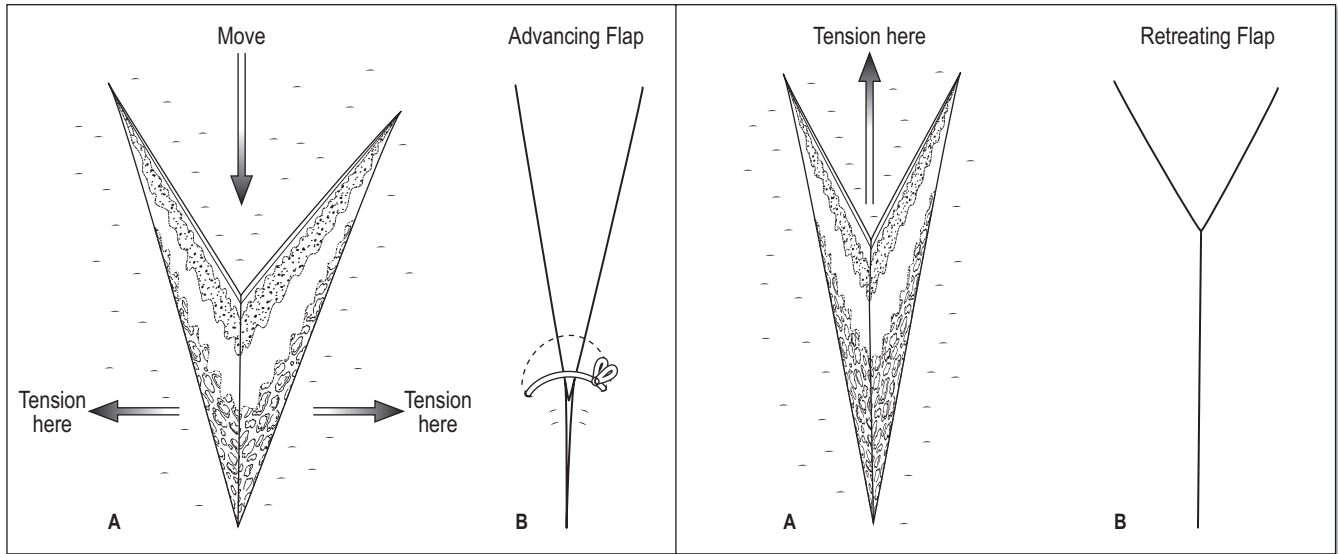 Move
Advancing Flap
Tension
here
Tension
here
A
B
Tension here
Retreating Flap
A
B